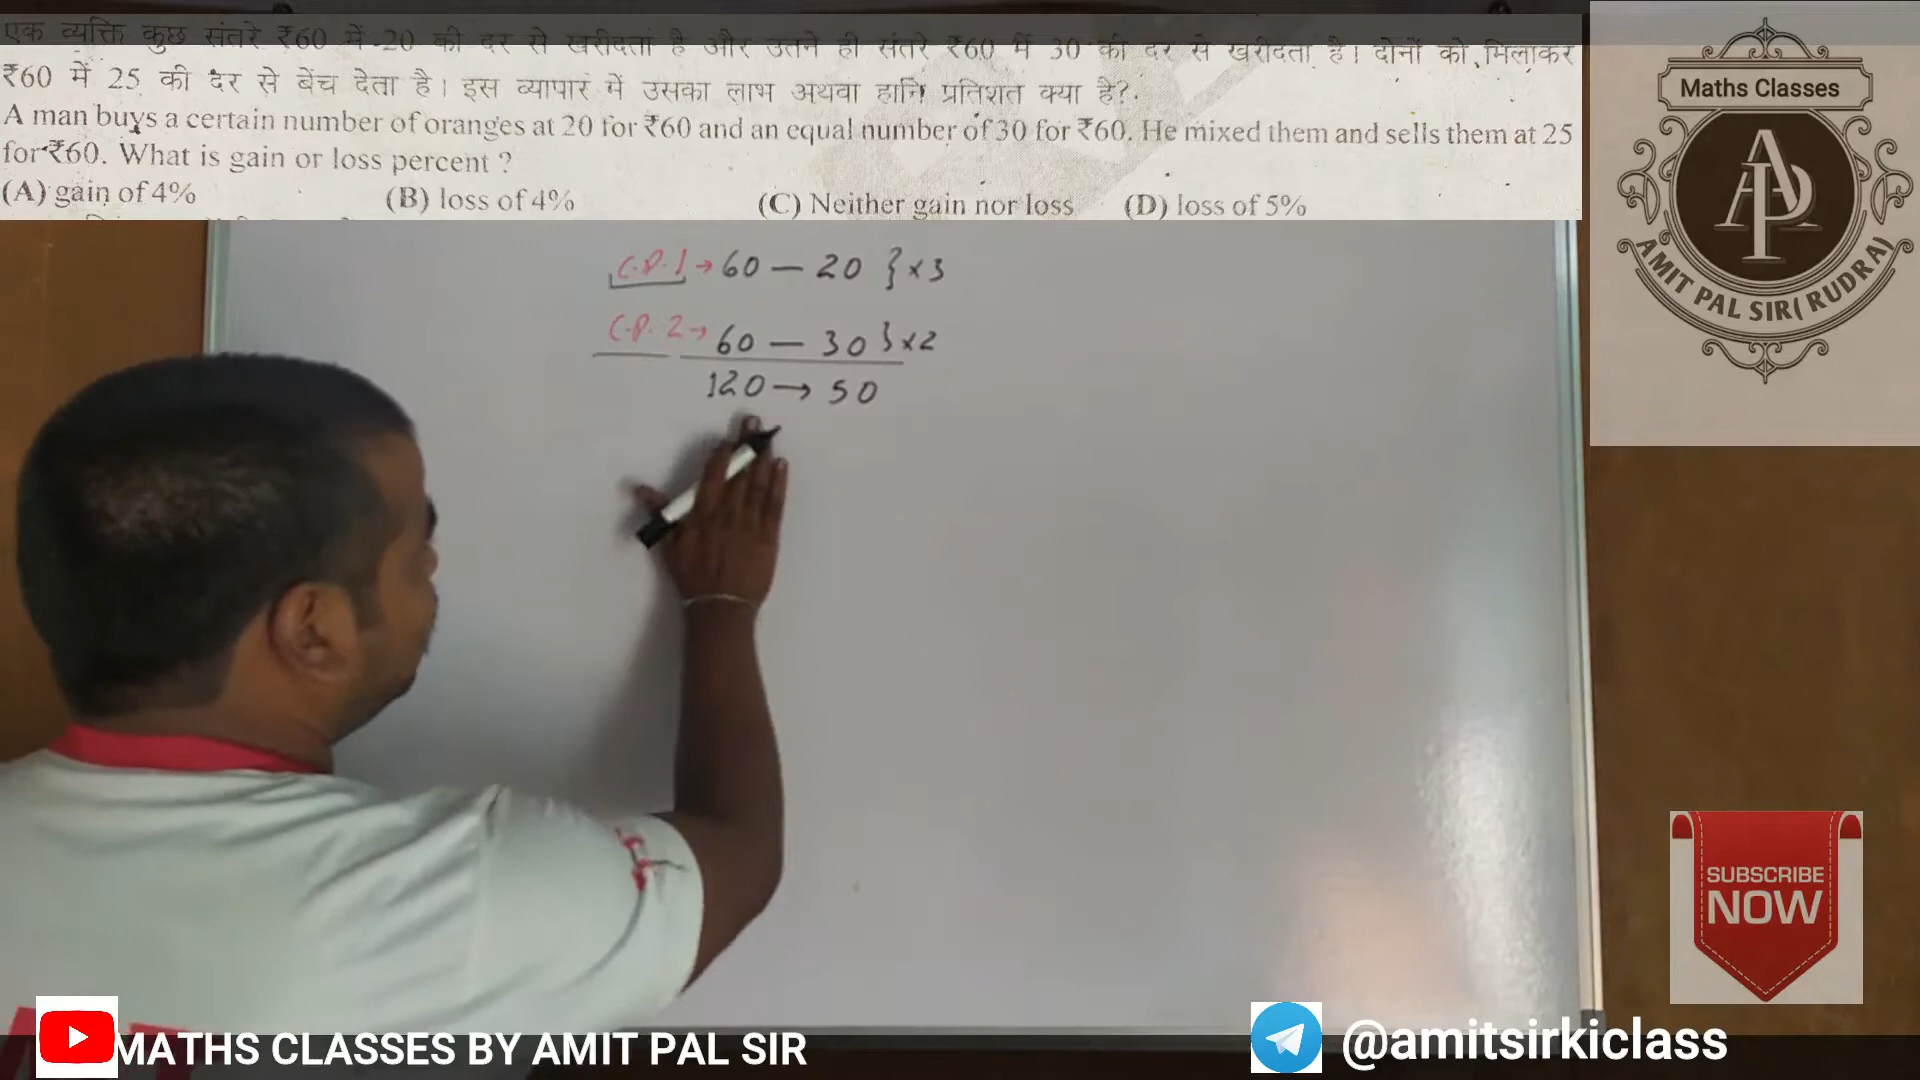 एक व्यक्ति कुछ संतरे ₹60 में 20 की दर से खरीदता है और उतने ही संतरे ₹60 में 30 की दर से खरीदता है। दोनों को मिलाकर
₹60 में 25 की दर से बेंच देता है। इस व्यापार में उसका लाभ अथवा हानि प्रतिशत क्या है?
A man buys a certain number of oranges at 20 for ₹60 and an equal number of 30 for ₹60. He mixed them and sells them at 25
for ₹60. What is gain or loss percent ?
(A) gain of 4% (B) loss of 4% (C) Neither gain nor loss (D) loss of 5%
C.P.1 → 60 — 20 } × 3
C.P. 2 → 60 — 30 } × 2
120 → 50
Maths Classes
AP
AMIT PAL SIR( RUDRA)
SUBSCRIBE
NOW
MATHS CLASSES BY AMIT PAL SIR
@amitsirkiclass